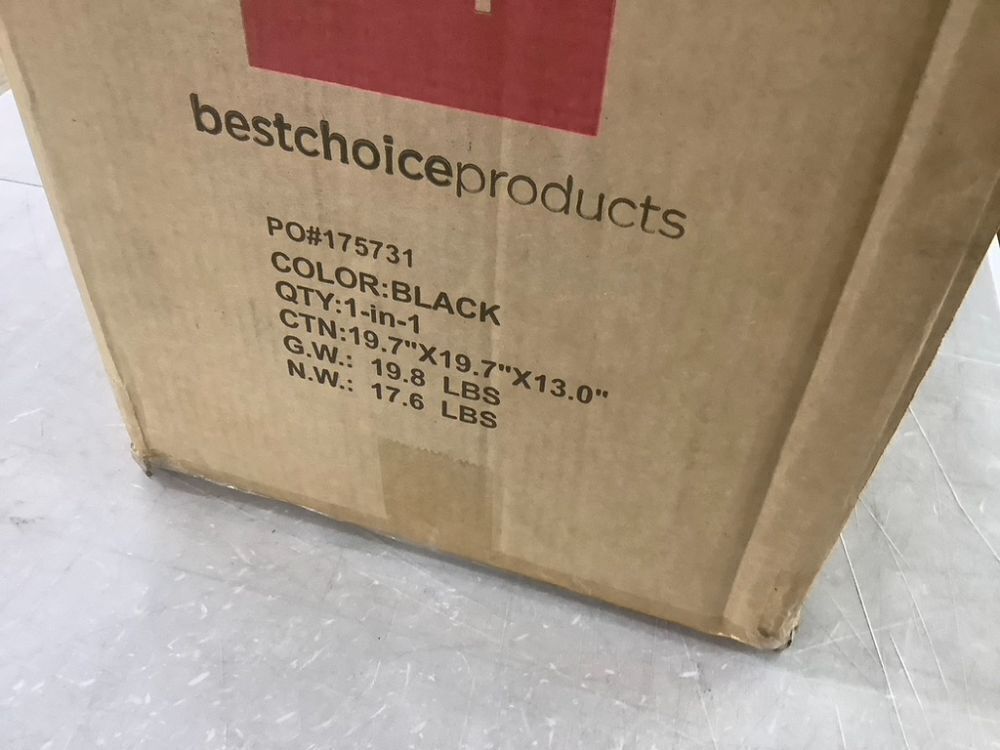 bestchoiceproducts
PO#175731
COLOR:BLACK
QTY:1-in-1
CTN:19.7"X19.7"X13.0"
G.W.: 19.8 LBS
N.W.: 17.6 LBS